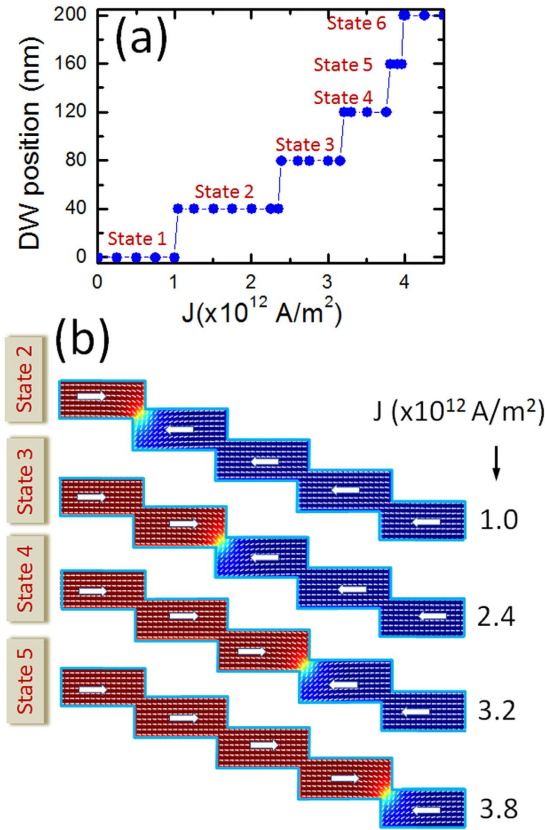 (a)
DW position (nm)
200
160
120
80
40
0
State 6
State 5
State 4
State 3
State 2
State 1
0 1 2 3 4
J(x10¹² A/m²)
(b)
J (x10¹² A/m²)
State 2
1.0
State 3
2.4
State 4
3.2
State 5
3.8